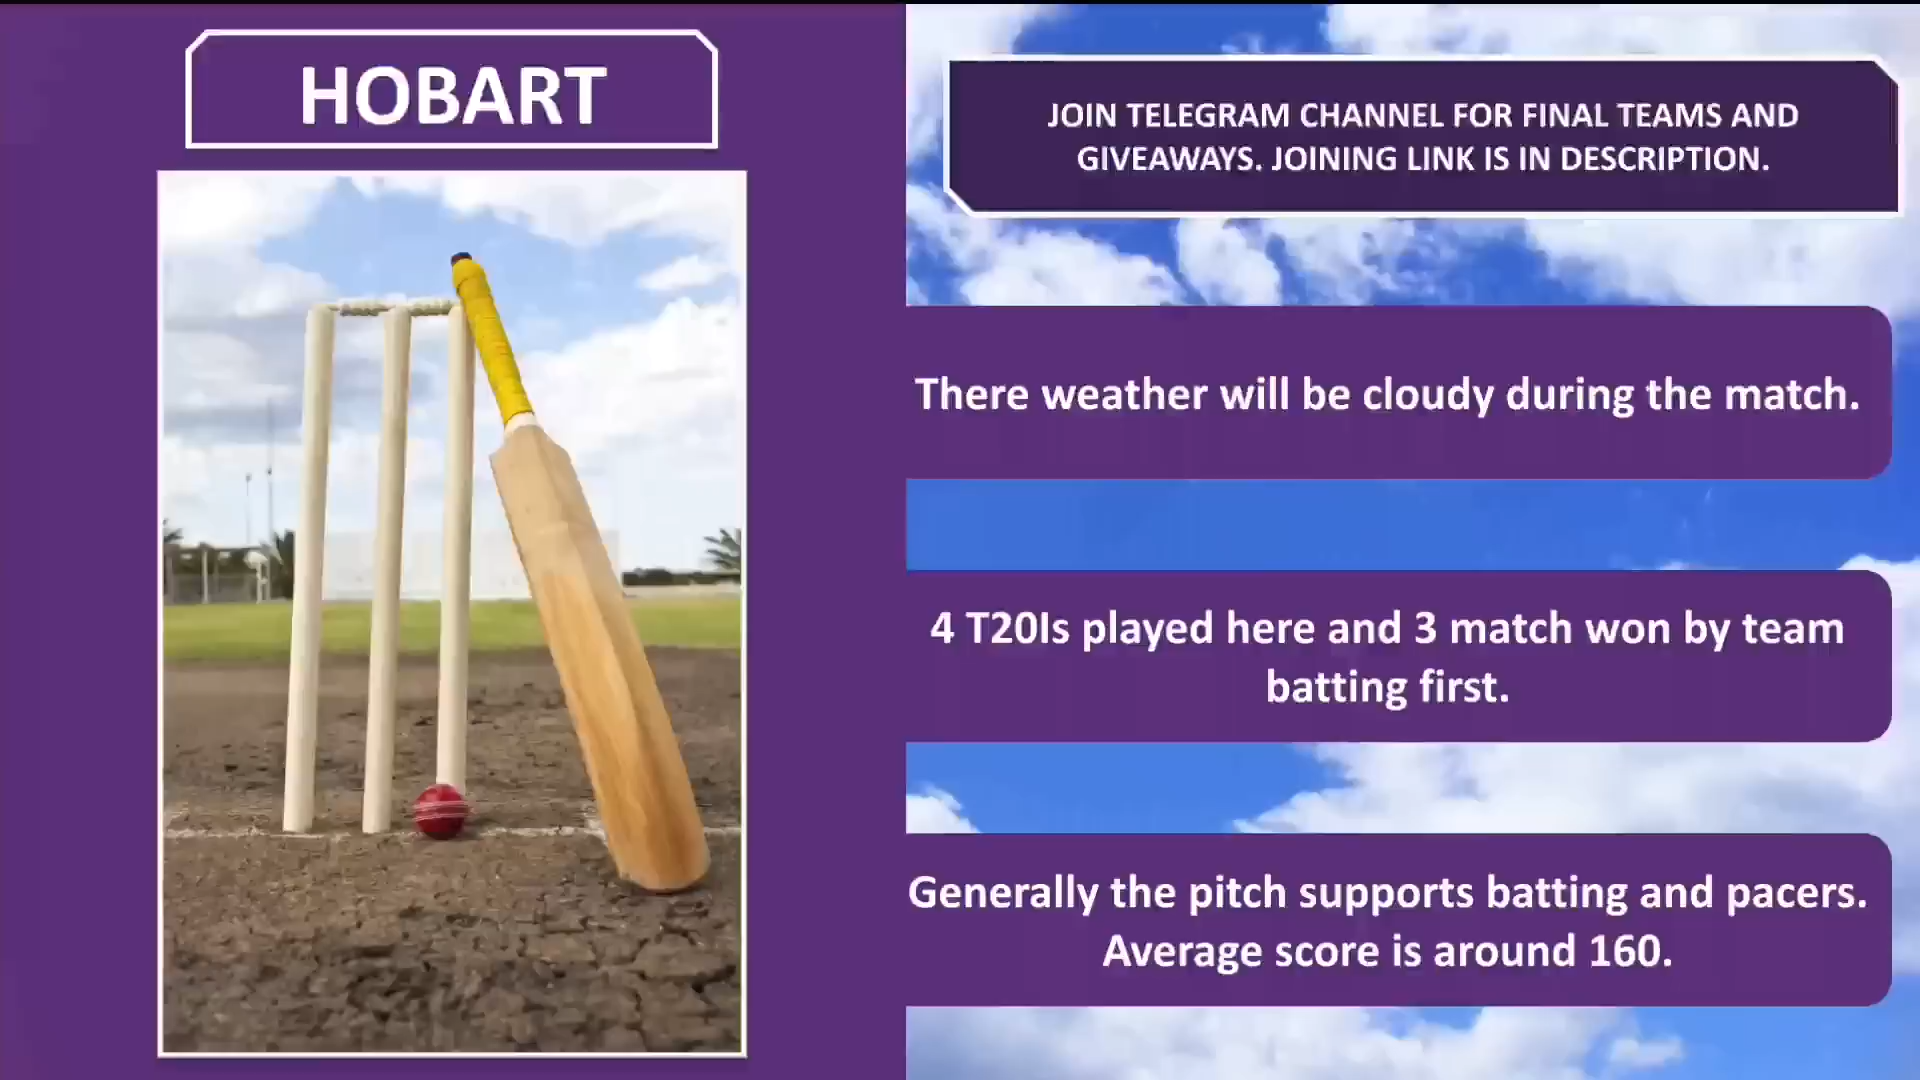 HOBART
JOIN TELEGRAM CHANNEL FOR FINAL TEAMS AND
GIVEAWAYS. JOINING LINK IS IN DESCRIPTION.
There weather will be cloudy during the match.
4 T20Is played here and 3 match won by team
batting first.
Generally the pitch supports batting and pacers.
Average score is around 160.